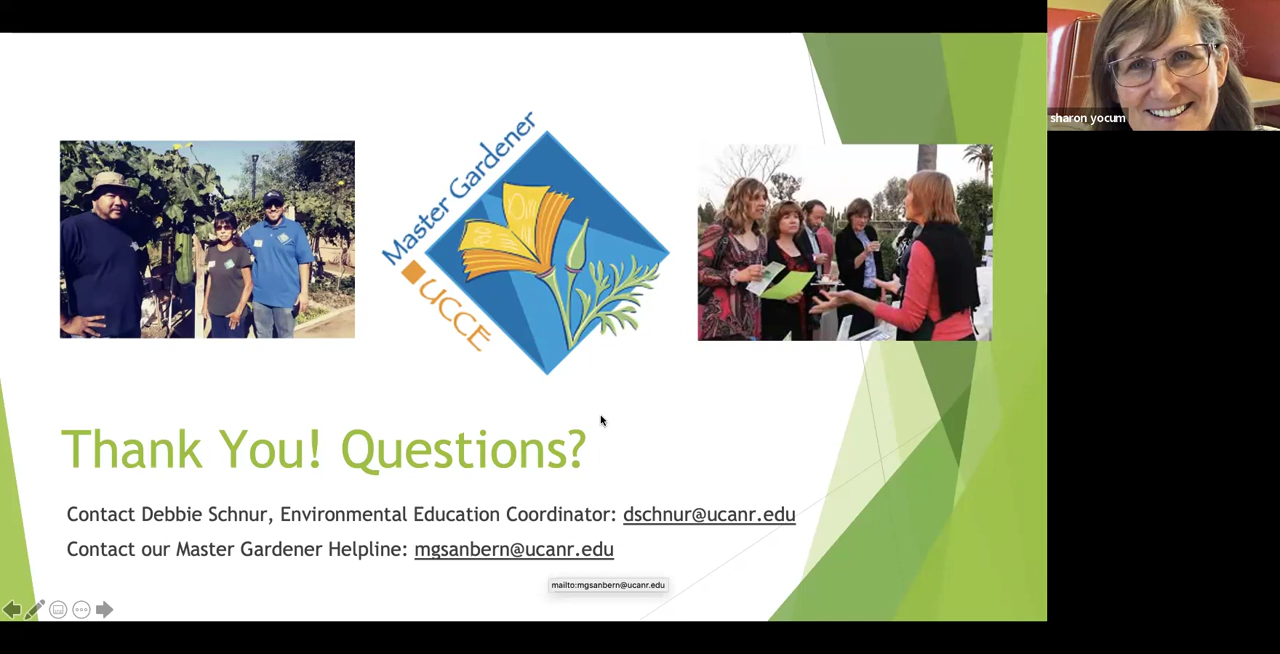 sharon yocum
Master Gardener
UCCE
Thank You! Questions?
Contact Debbie Schnur, Environmental Education Coordinator: dschnur@ucanr.edu
Contact our Master Gardener Helpline: mgsanbern@ucanr.edu
mailto:mgsanbern@ucanr.edu